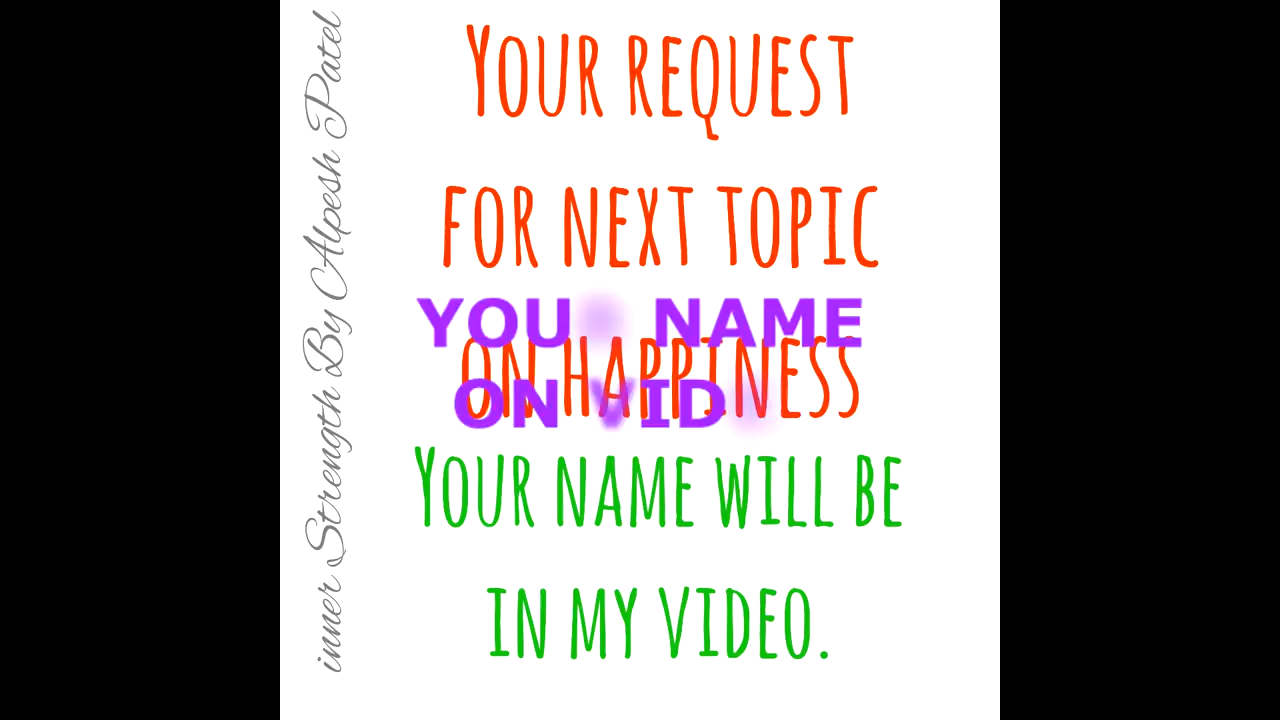 inner Strength By Alpesh Patel
YOUR REQUEST
FOR NEXT TOPIC
ON HAPPINESS
YOU NAME
ON VID
YOUR NAME WILL BE
IN MY VIDEO.